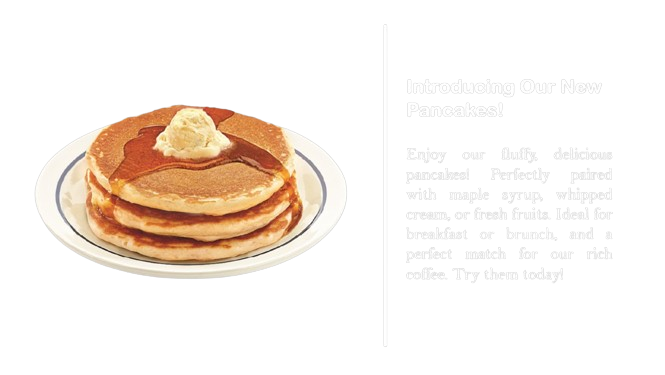 Introducing Our New
Pancakes!
Enjoy our fluffy, delicious
pancakes! Perfectly paired
with maple syrup, whipped
cream, or fresh fruits. Ideal for
breakfast or brunch, and a
perfect match for our rich
coffee. Try them today!